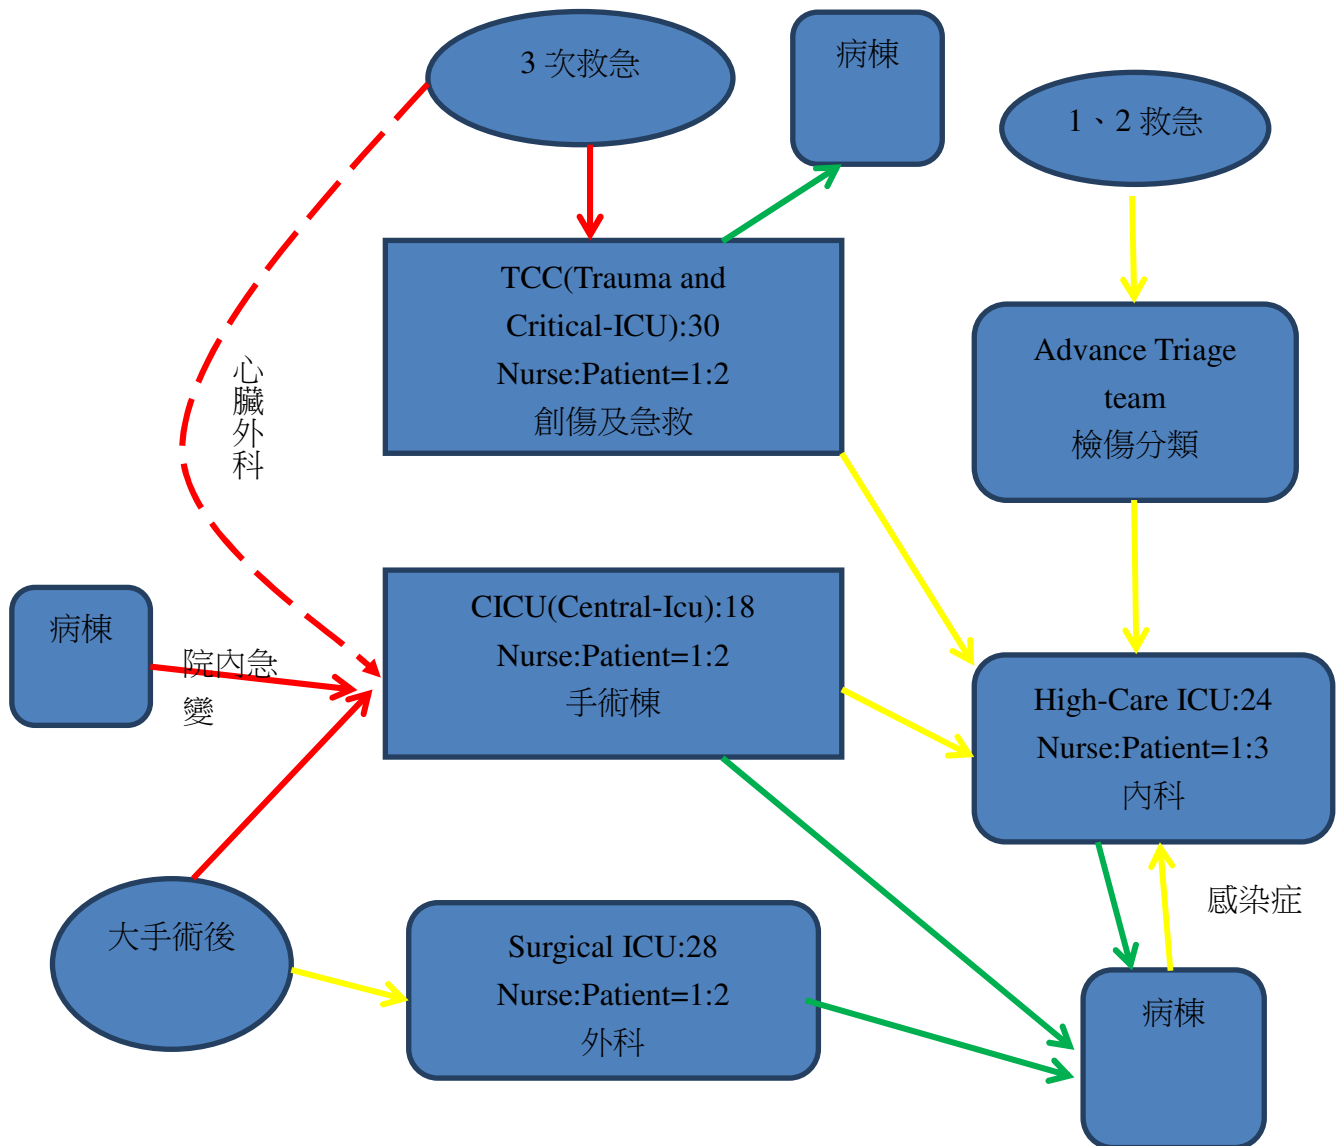 3 次救急
病棟
1、2 救急
TCC(Trauma and
Critical-ICU):30
Nurse:Patient=1:2
創傷及急救
Advance Triage
team
檢傷分類
心臟外科
病棟
院內急
變
CICU(Central-Icu):18
Nurse:Patient=1:2
手術棟
High-Care ICU:24
Nurse:Patient=1:3
內科
感染症
大手術後
Surgical ICU:28
Nurse:Patient=1:2
外科
病棟